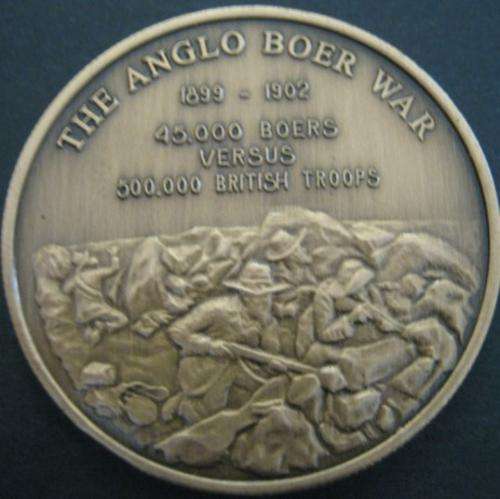 THE ANGLO BOER WAR
1899 - 1902
45.000 BOERS
VERSUS
500.000 BRITISH TROOPS